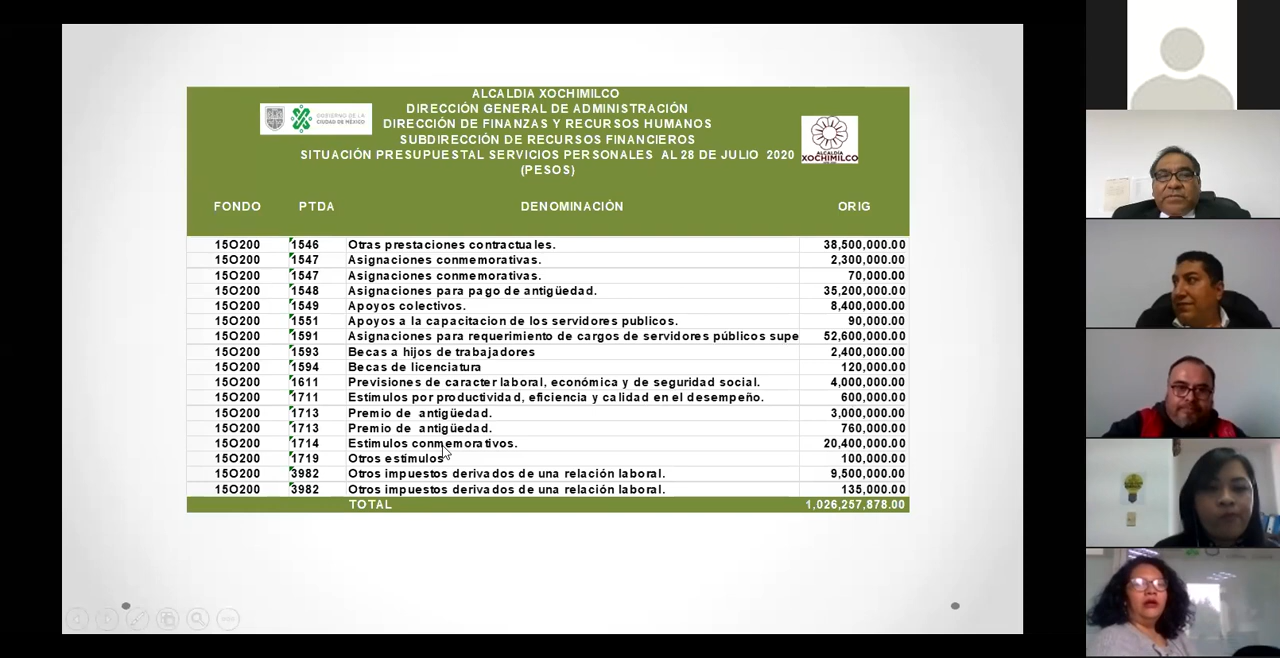 ALCALDIA XOCHIMILCO
DIRECCIÓN GENERAL DE ADMINISTRACIÓN
DIRECCIÓN DE FINANZAS Y RECURSOS HUMANOS
SUBDIRECCIÓN DE RECURSOS FINANCIEROS
SITUACIÓN PRESUPUESTAL SERVICIOS PERSONALES AL 28 DE JULIO 2020
(PESOS)
GOBIERNO DE LA
CIUDAD DE MÉXICO
ALCALDÍA
XOCHIMILCO
FONDO PTDA DENOMINACIÓN ORIG
15O200 1546 Otras prestaciones contractuales. 38,500,000.00
15O200 1547 Asignaciones conmemorativas. 2,300,000.00
15O200 1547 Asignaciones conmemorativas. 70,000.00
15O200 1548 Asignaciones para pago de antigüedad. 35,200,000.00
15O200 1549 Apoyos colectivos. 8,400,000.00
15O200 1551 Apoyos a la capacitacion de los servidores publicos. 90,000.00
15O200 1591 Asignaciones para requerimiento de cargos de servidores públicos supe 52,600,000.00
15O200 1593 Becas a hijos de trabajadores 2,400,000.00
15O200 1594 Becas de licenciatura 120,000.00
15O200 1611 Previsiones de caracter laboral, económica y de seguridad social. 4,000,000.00
15O200 1711 Estimulos por productividad, eficiencia y calidad en el desempeño. 600,000.00
15O200 1713 Premio de antigüedad. 3,000,000.00
15O200 1713 Premio de antigüedad. 760,000.00
15O200 1714 Estimulos conmemorativos. 20,400,000.00
15O200 1719 Otros estimulos 100,000.00
15O200 3982 Otros impuestos derivados de una relación laboral. 9,500,000.00
15O200 3982 Otros impuestos derivados de una relación laboral. 135,000.00
TOTAL 1,026,257,878.00